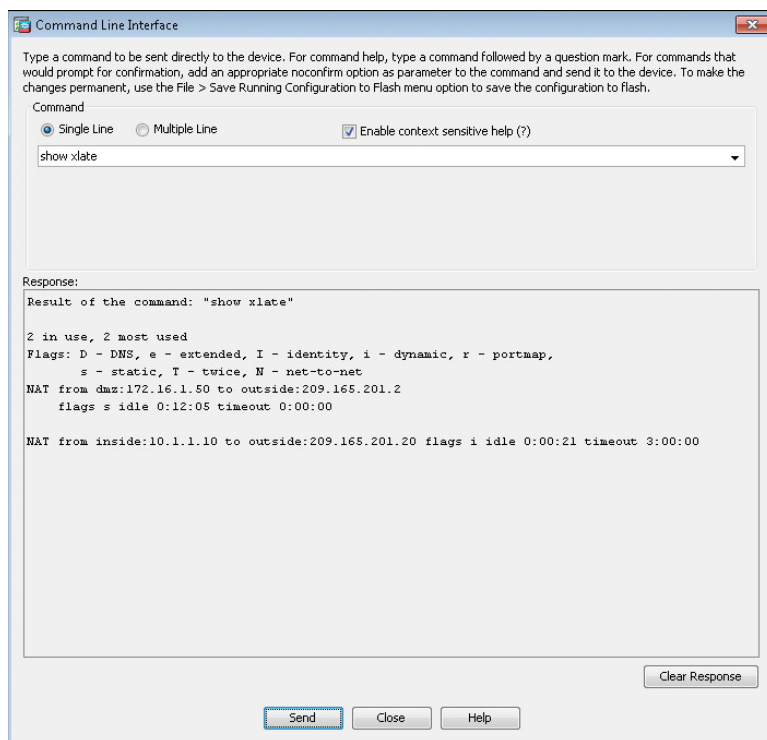 Command Line Interface
Type a command to be sent directly to the device. For command help, type a command followed by a question mark. For commands that
would prompt for confirmation, add an appropriate noconfirm option as parameter to the command and send it to the device. To make the
changes permanent, use the File > Save Running Configuration to Flash menu option to save the configuration to flash.
Command
Single Line Multiple Line Enable context sensitive help (?)
show xlate
Response:
Result of the command: "show xlate"
2 in use, 2 most used
Flags: D - DNS, e - extended, I - identity, i - dynamic, r - portmap,
s - static, T - twice, N - net-to-net
NAT from dmz:172.16.1.50 to outside:209.165.201.2
flags s idle 0:12:05 timeout 0:00:00
NAT from inside:10.1.1.10 to outside:209.165.201.20 flags i idle 0:00:21 timeout 3:00:00
Clear Response
Send Close Help